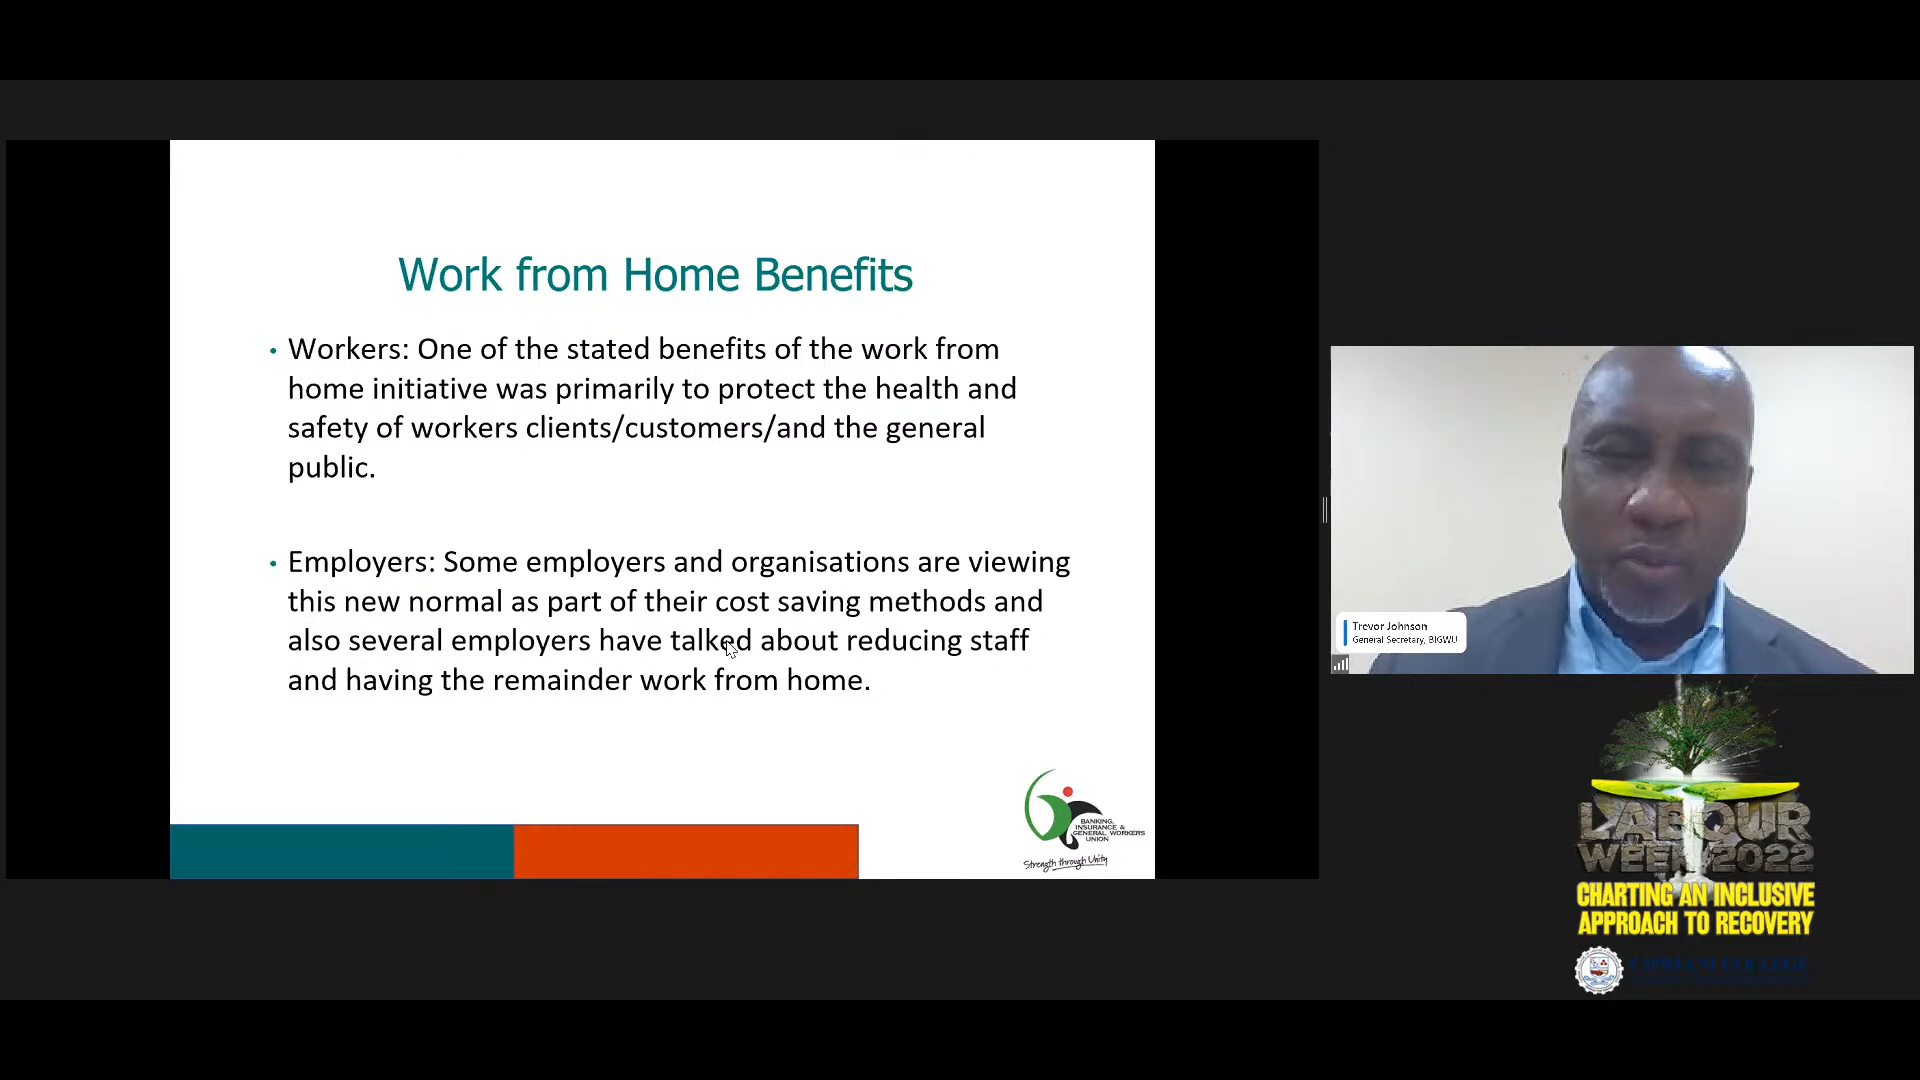 Work from Home Benefits
• Workers: One of the stated benefits of the work from
home initiative was primarily to protect the health and
safety of workers clients/customers/and the general
public.
• Employers: Some employers and organisations are viewing
this new normal as part of their cost saving methods and
also several employers have talked about reducing staff
and having the remainder work from home.
BANKING,
INSURANCE &
GENERAL WORKERS
UNION
Strength through Unity
Trevor Johnson
General Secretary, BIGWU
LABOUR
WEEK 2022
CHARTING AN INCLUSIVE
APPROACH TO RECOVERY